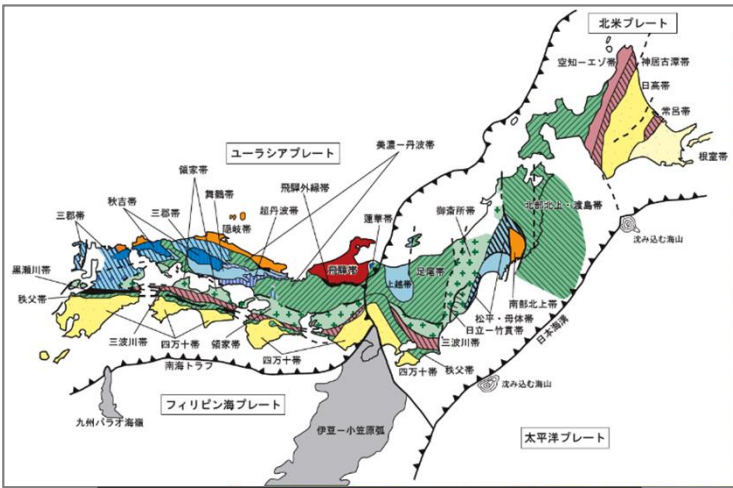 北米プレート
空知ーエゾ帯
神居古潭帯
日高帯
常呂帯
根室帯
ユーラシアプレート
美濃ー丹波帯
領家帯
舞鶴帯
飛騨外縁帯
秋吉帯
三郡帯
超丹波帯
隠岐帯
三郡帯
蓮華帯
御斎所帯
北部北上・渡島帯
沈み込む海山
飛騨帯
上越帯
足尾帯
黒瀬川帯
秩父帯
南部北上帯
松平・母体帯
日立ー竹貫帯
日本海溝
三波川帯
四万十帯
領家帯
四万十帯
三波川帯
秩父帯
四万十帯
南海トラフ
沈み込む海山
フィリピン海プレート
九州パラオ海嶺
伊豆ー小笠原弧
太平洋プレート